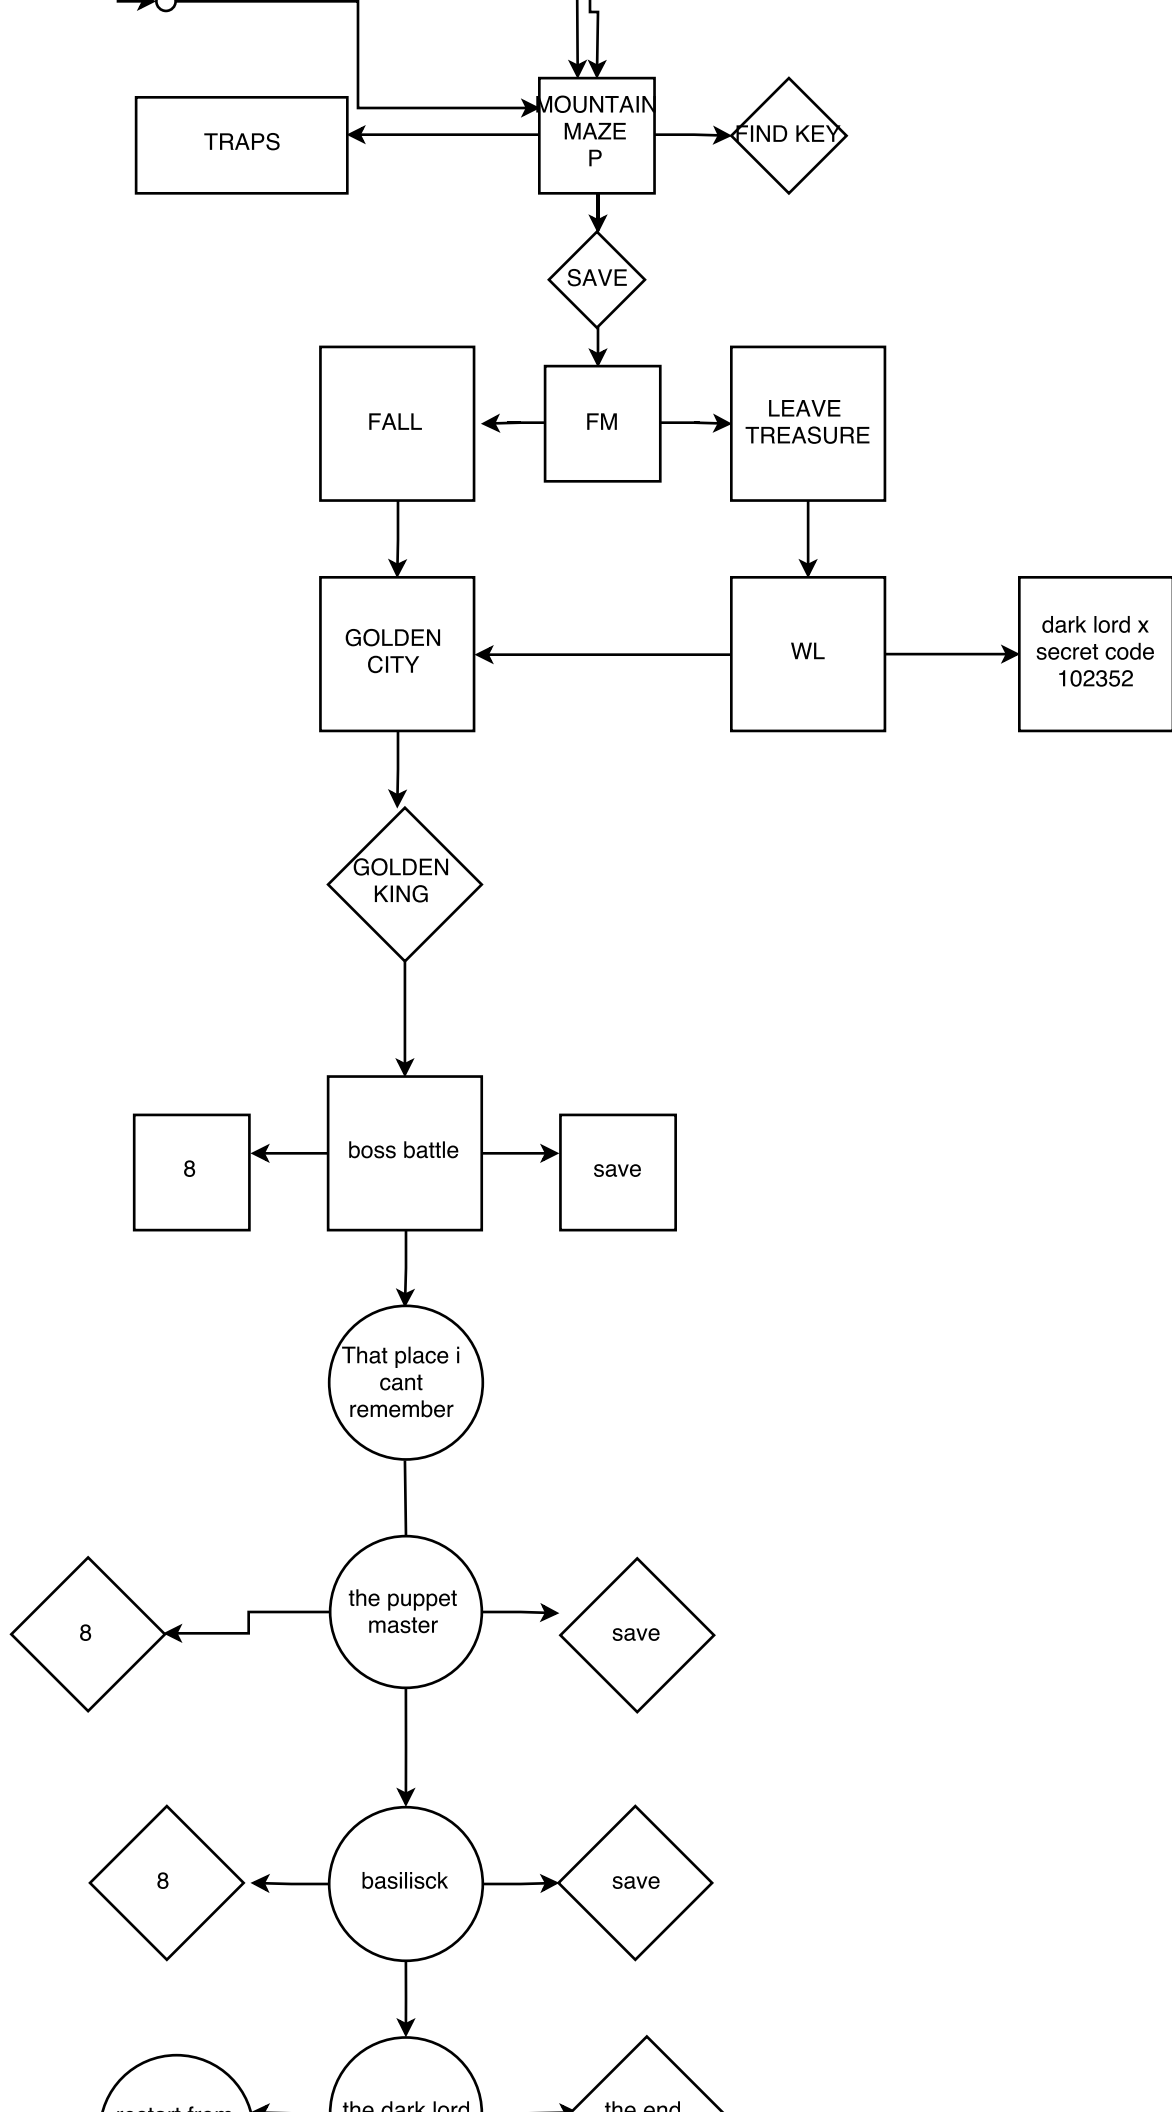 MOUNTAIN
MAZE
P
TRAPS
FIND KEY
SAVE
FALL
FM
LEAVE
TREASURE
GOLDEN
CITY
WL
dark lord x
secret code
102352
GOLDEN
KING
boss battle
8
save
That place i
cant
remember
the puppet
master
8
save
8
basilisck
save
restart from
the dark lord
the end